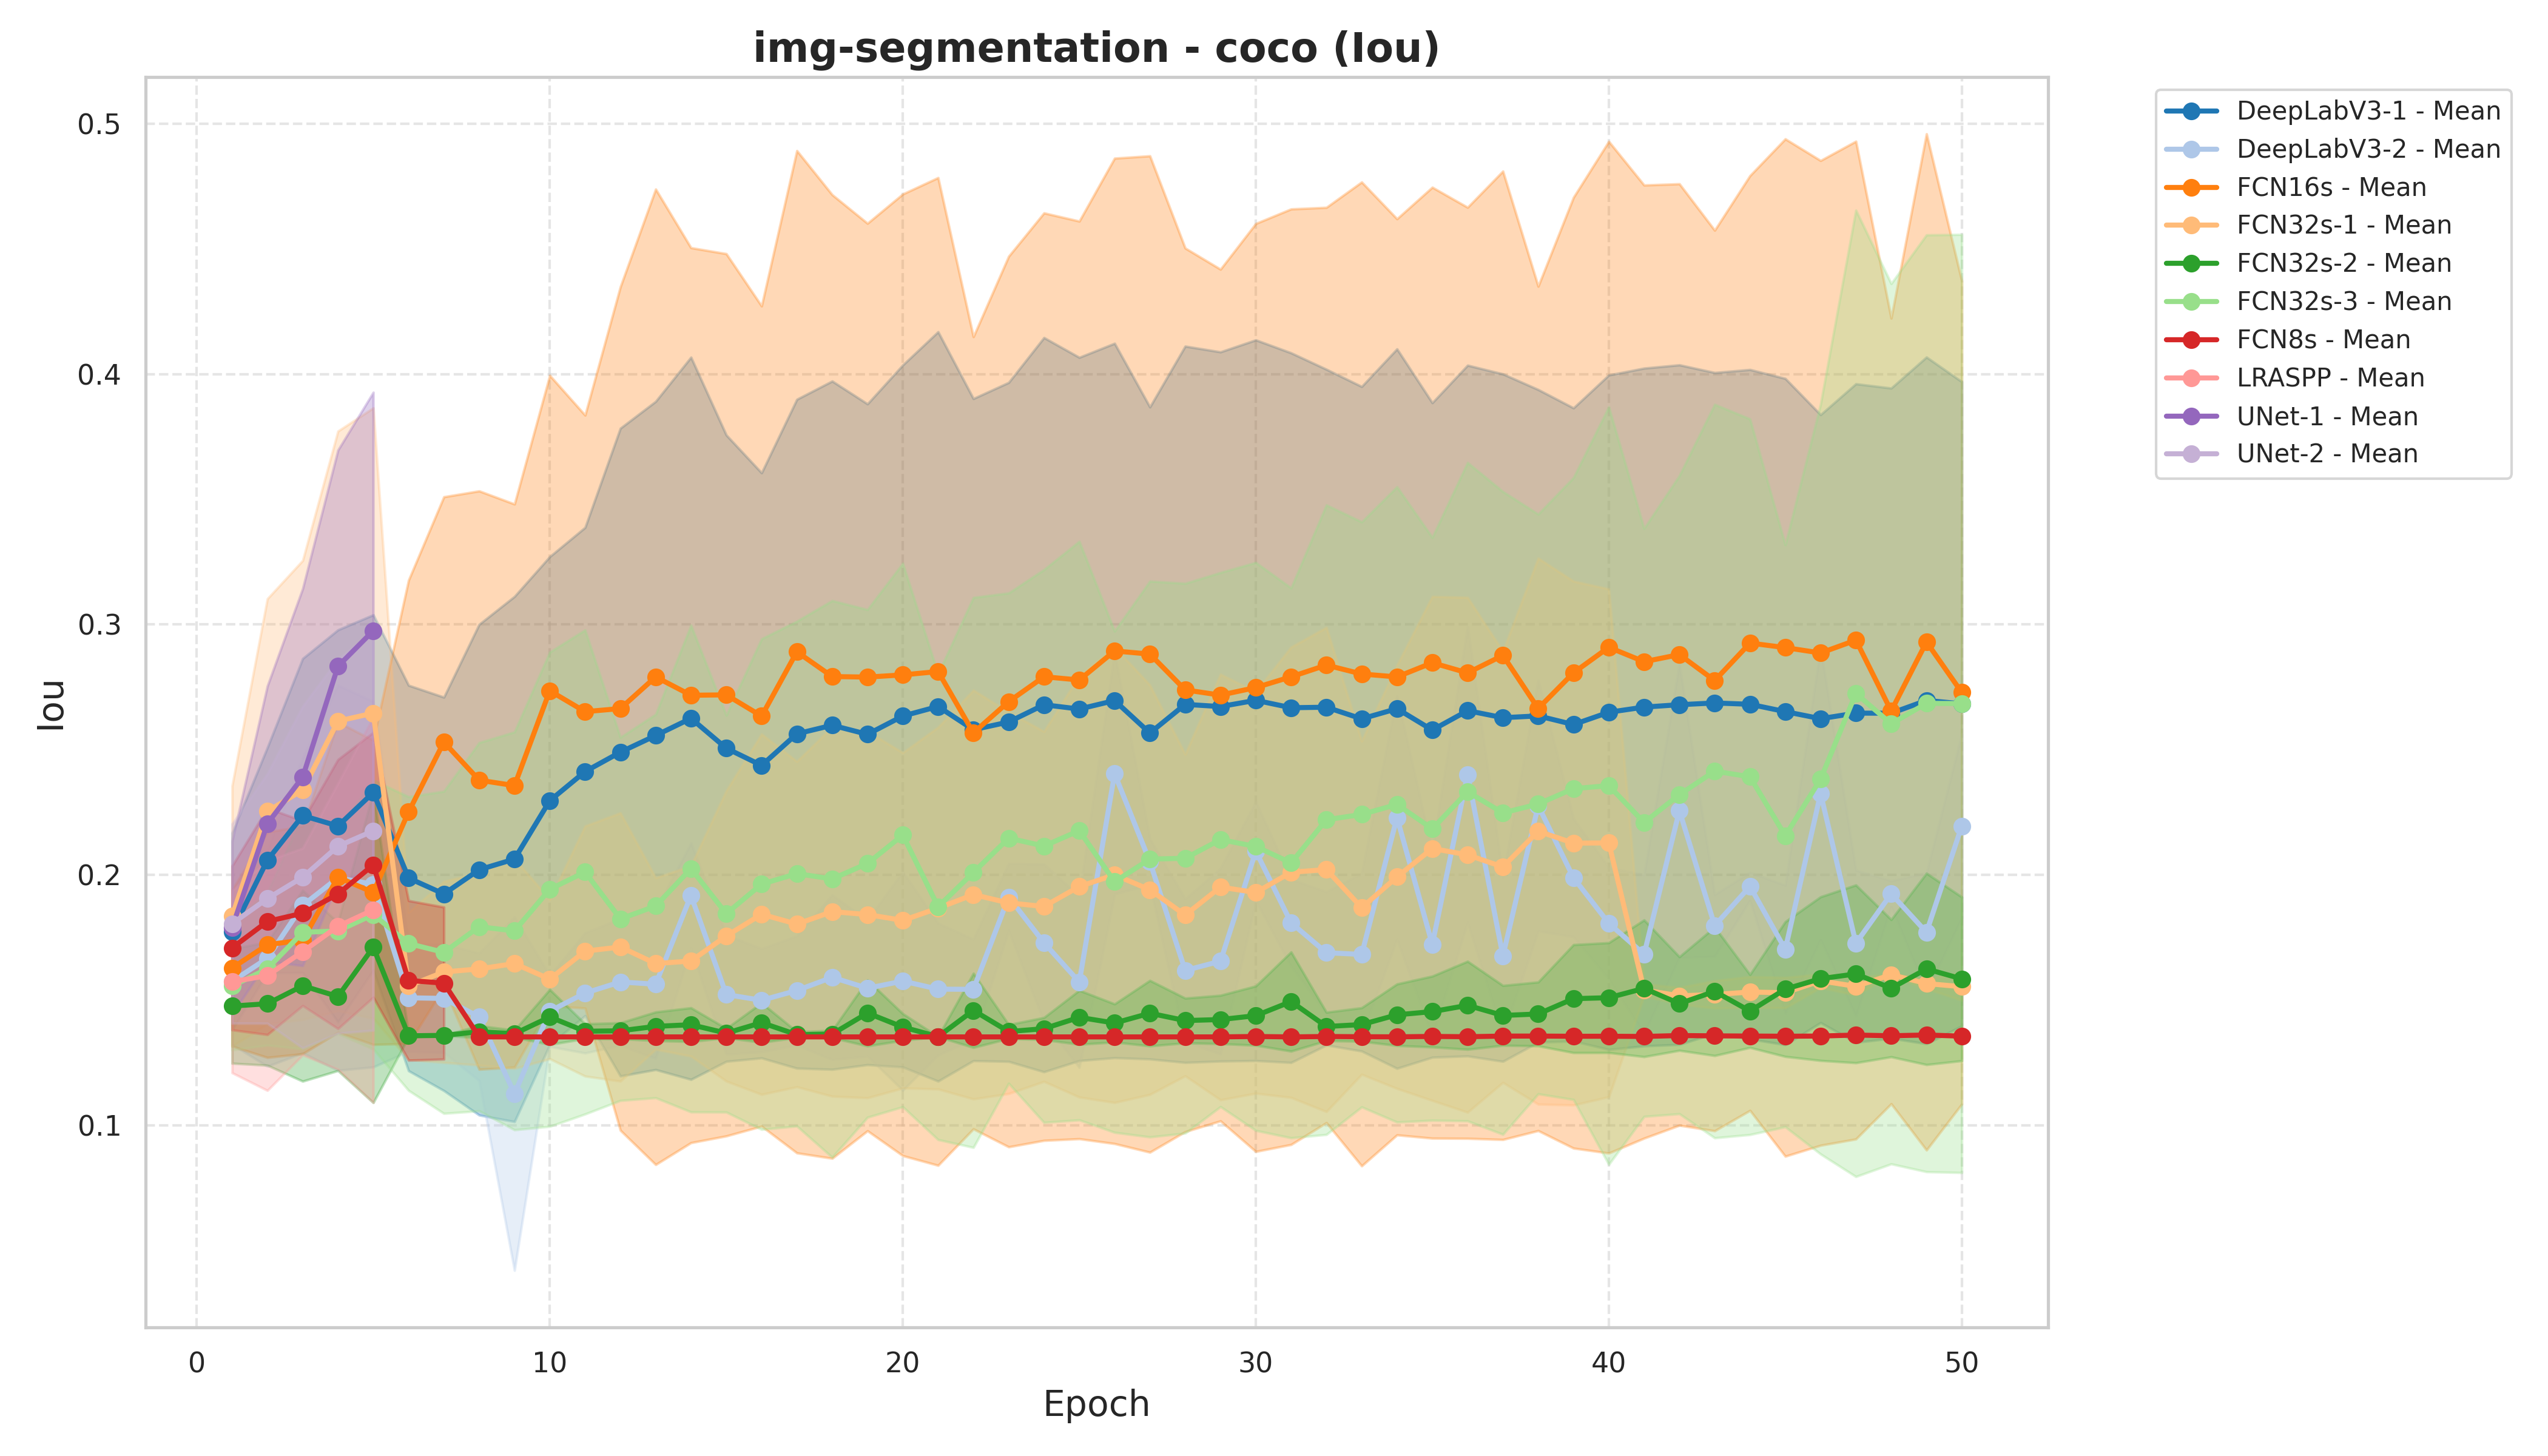 img-segmentation - coco (Iou)
Iou
0.5
0.4
0.3
0.2
0.1
0 10 20 30 40 50
Epoch
DeepLabV3-1 - Mean
DeepLabV3-2 - Mean
FCN16s - Mean
FCN32s-1 - Mean
FCN32s-2 - Mean
FCN32s-3 - Mean
FCN8s - Mean
LRASPP - Mean
UNet-1 - Mean
UNet-2 - Mean